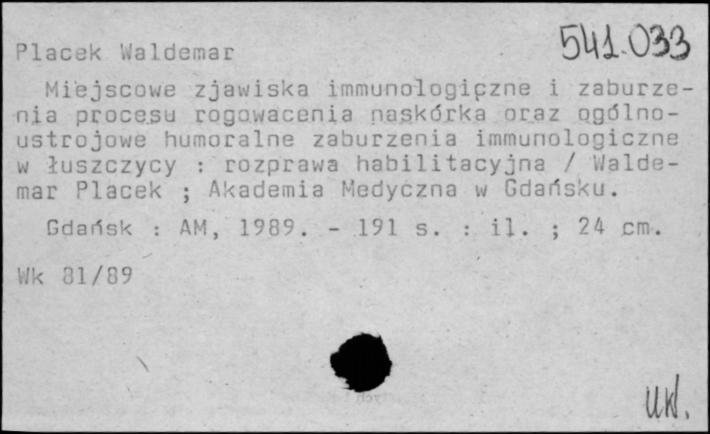 541.033
Placek Waldemar
Miejscowe zjawiska immunologiczne i zaburze-
nia procesu rogowacenia naskórka oraz ogólno-
ustrojowe humoralne zaburzenia immunologiczne
w łuszczycy : rozprawa habilitacyjna / Walde-
mar Placek ; Akademia Medyczna w Gdańsku.
Gdańsk : AM, 1989. - 191 s. : il. ; 24 cm.
Wk 81/89
ukł.